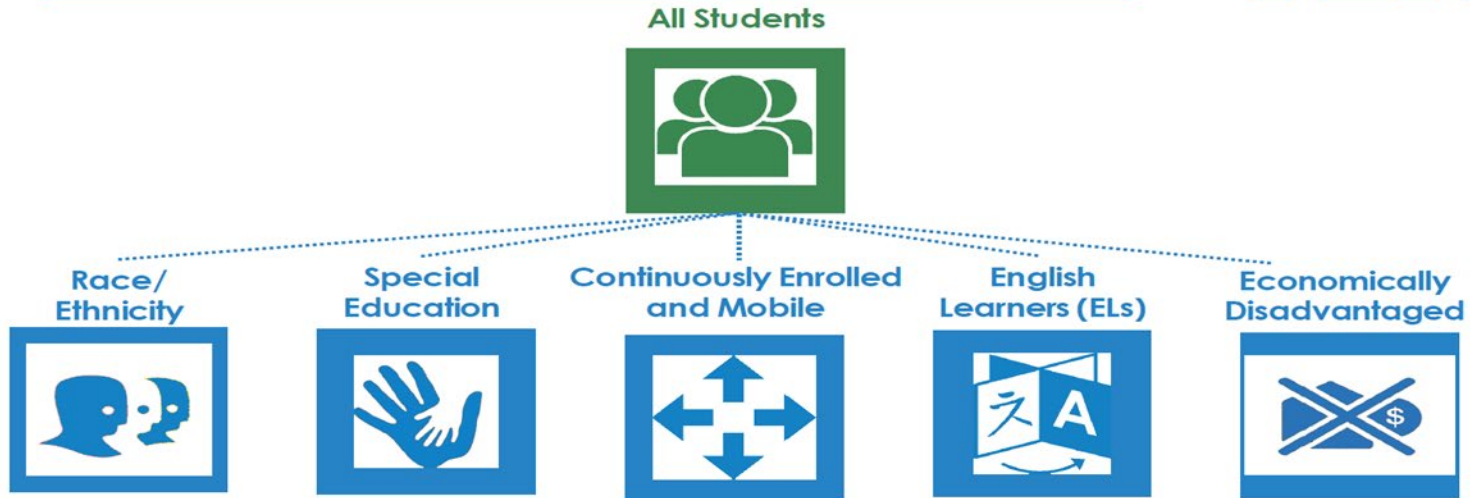 All Students
Race/
Ethnicity
Special
Education
Continuously Enrolled
and Mobile
English
Learners (ELs)
Economically
Disadvantaged
A
$